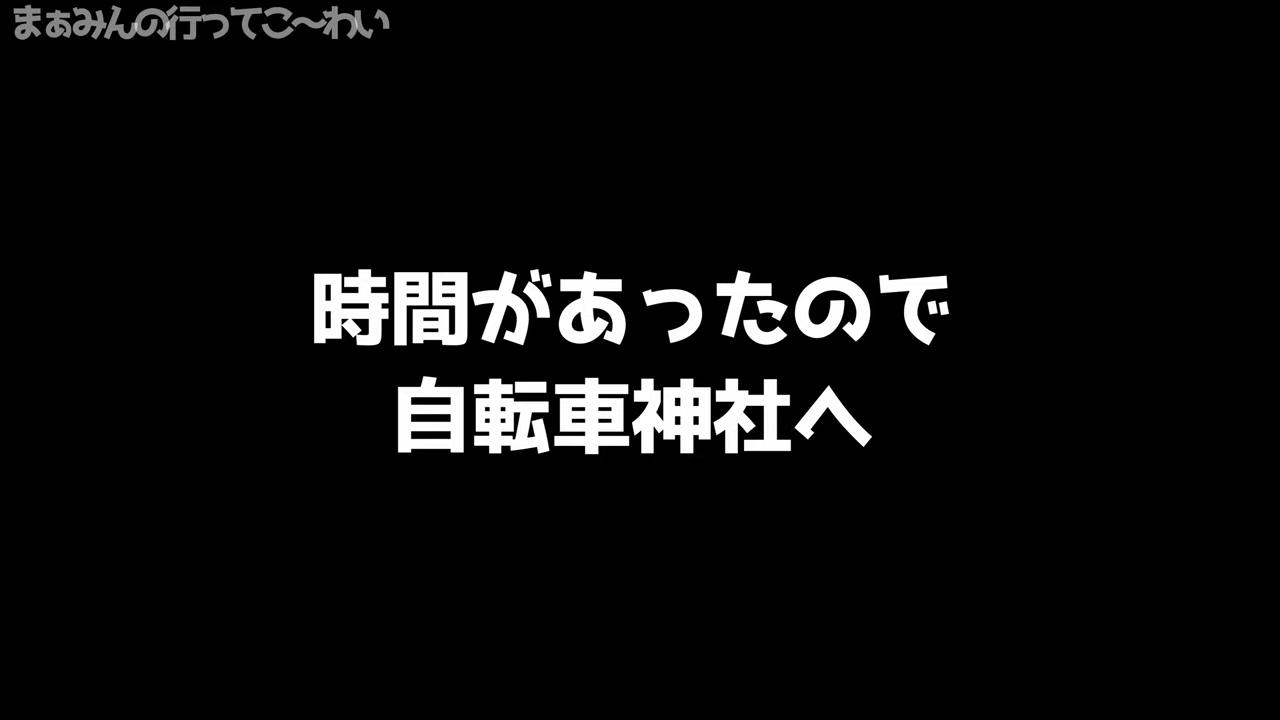 まぁみんの行ってこ～わい
時間があったので
自転車神社へ